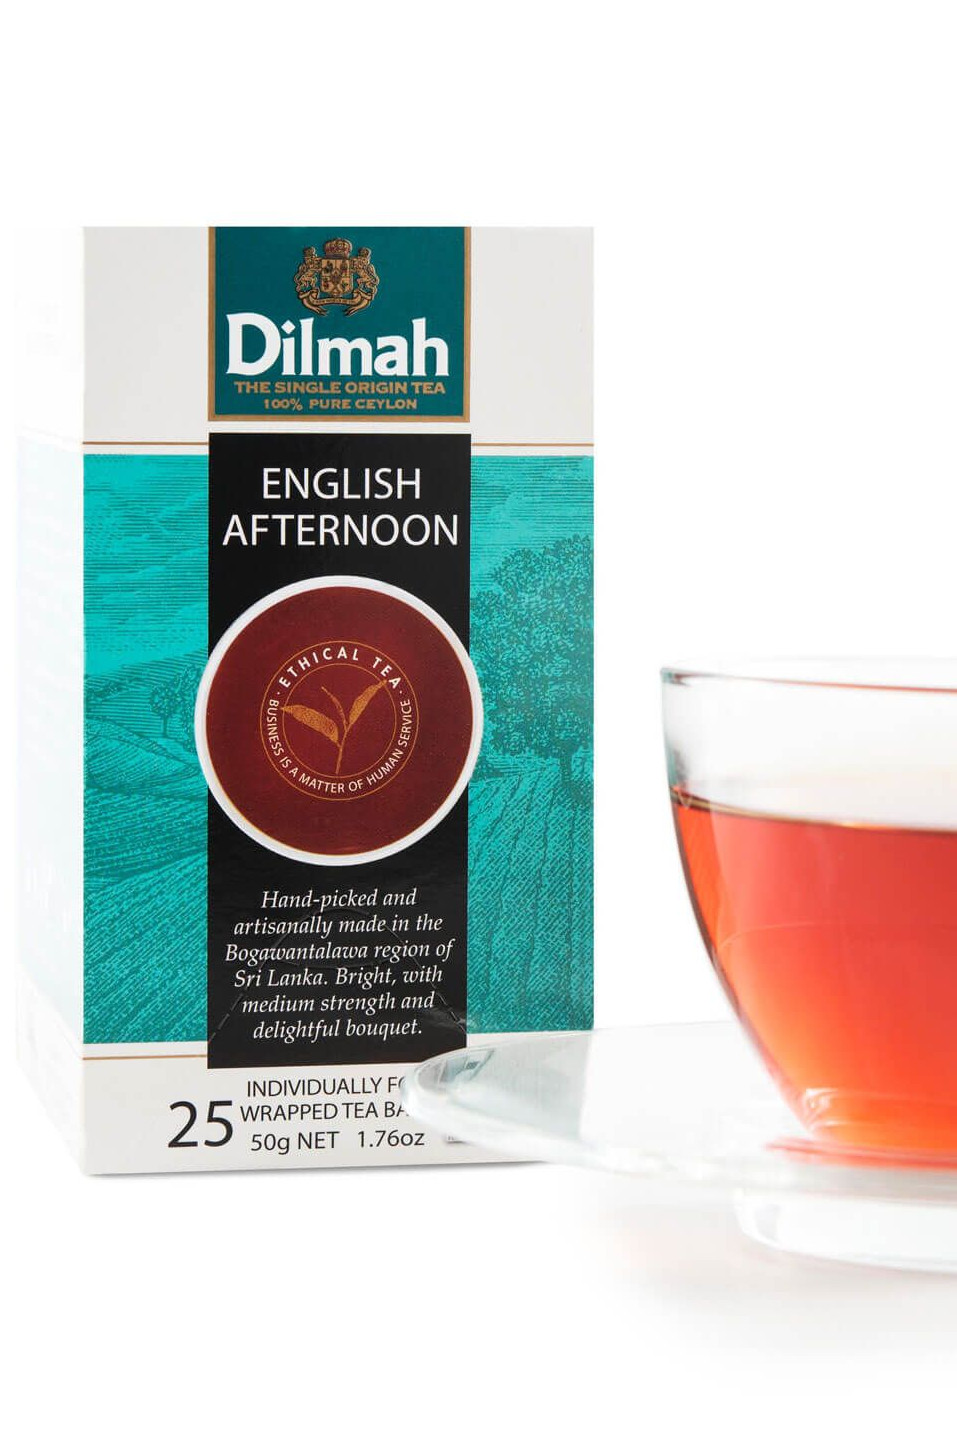 Dilmah
THE SINGLE ORIGIN TEA
100% PURE CEYLON
ENGLISH
AFTERNOON
· ETHICAL TEA ·
BUSINESS IS A MATTER OF HUMAN SERVICE
Hand-picked and
artisanally made in the
Bogawantalawa region of
Sri Lanka. Bright, with
medium strength and
delightful bouquet.
25
INDIVIDUALLY
WRAPPED TEA
50g NET 1.76oz